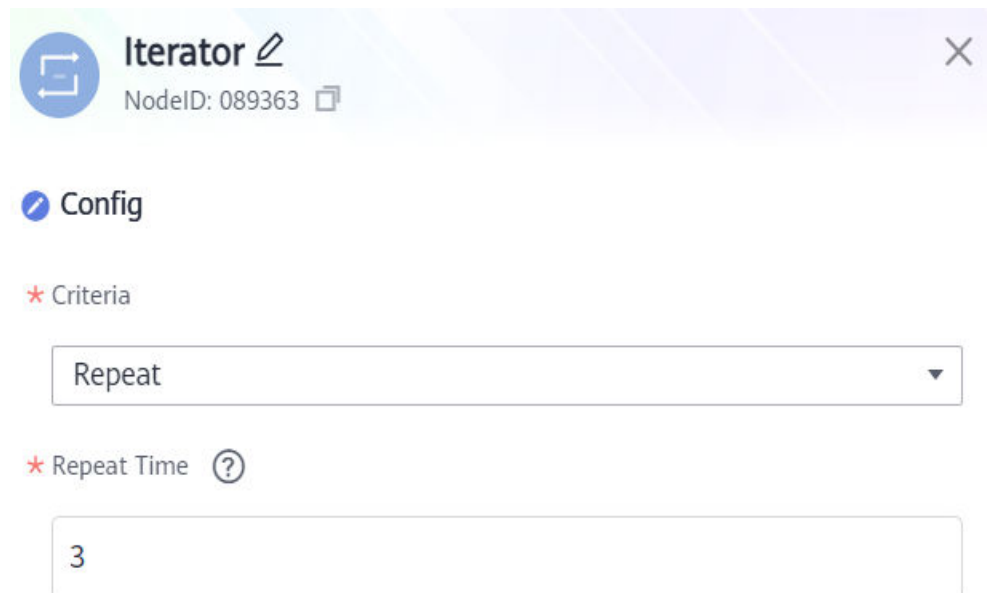 Iterator
NodeID: 089363
Config
* Criteria
Repeat
* Repeat Time ?
3